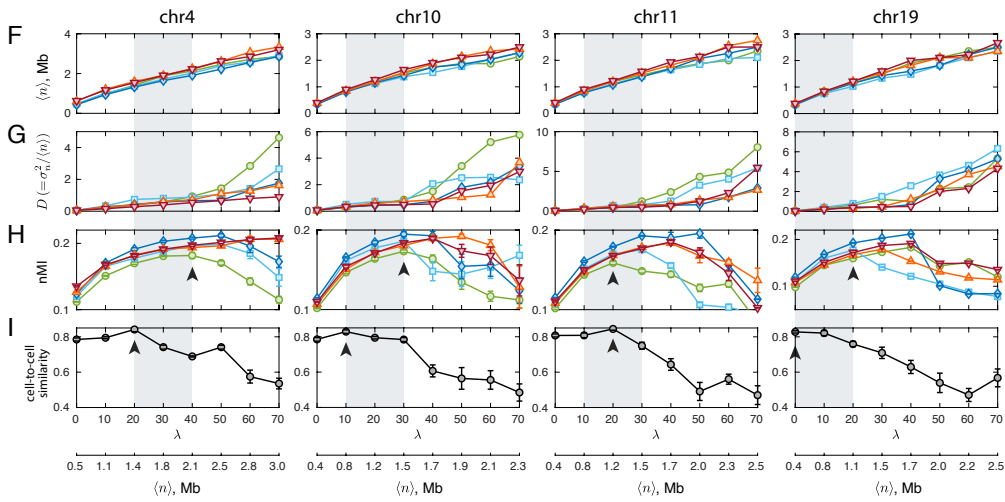 chr4 chr10 chr11 chr19
F ⟨n⟩, Mb
4 2 0
3 2 1 0
3 2 1 0
3 2 1 0
G D (= σ²ₙ/⟨n⟩)
4 2 0
6 4 2 0
10 5 0
8 6 4 2 0
H nMI
0.2 0.1
0.2 0.1
0.2 0.1
0.2 0.1
I cell-to-cell
similarity
0.8 0.6 0.4
0.8 0.6 0.4
0.8 0.6 0.4
0.8 0.6 0.4
0 10 20 30 40 50 60 70 0 10 20 30 40 50 60 70 0 10 20 30 40 50 60 70 0 10 20 30 40 50 60 70
λ λ λ λ
0.5 1.1 1.4 1.8 2.1 2.5 2.8 3.0 0.4 0.8 1.2 1.5 1.7 1.9 2.1 2.3 0.4 0.8 1.2 1.5 1.7 2.0 2.3 2.5 0.4 0.8 1.1 1.5 1.7 2.0 2.2 2.5
⟨n⟩, Mb ⟨n⟩, Mb ⟨n⟩, Mb ⟨n⟩, Mb